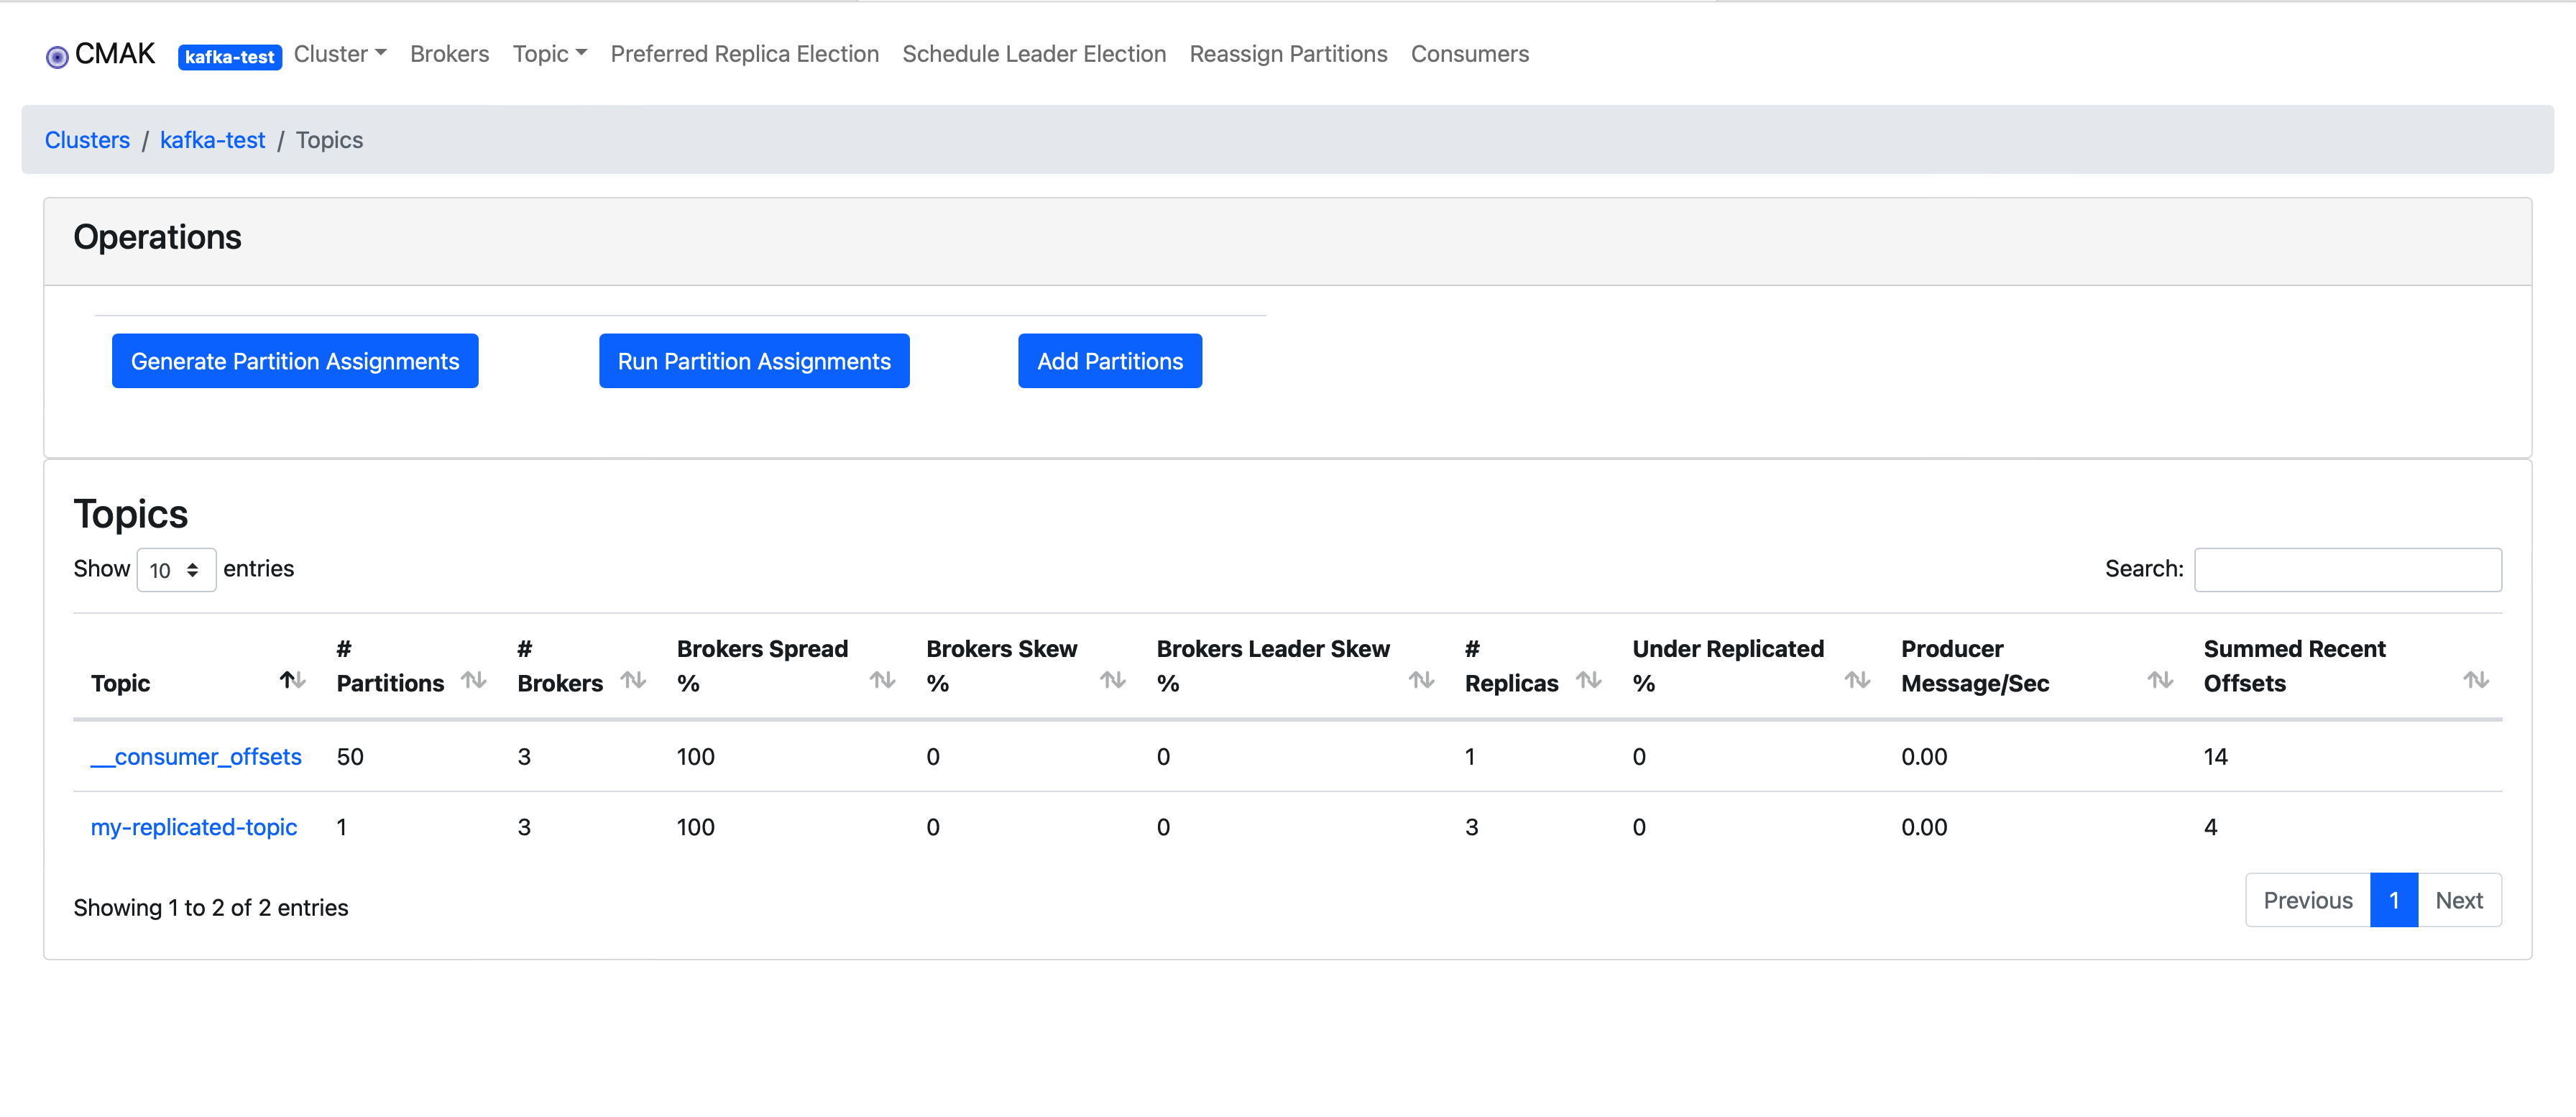 CMAK kafka-test Cluster Brokers Topic Preferred Replica Election Schedule Leader Election Reassign Partitions Consumers
Clusters / kafka-test / Topics
Operations
Generate Partition Assignments Run Partition Assignments Add Partitions
Topics
Show 10 entries Search:
Topic # Partitions # Brokers Brokers Spread % Brokers Skew % Brokers Leader Skew % # Replicas Under Replicated % Producer Message/Sec Summed Recent Offsets
__consumer_offsets 50 3 100 0 0 1 0 0.00 14
my-replicated-topic 1 3 100 0 0 3 0 0.00 4
Showing 1 to 2 of 2 entries Previous 1 Next